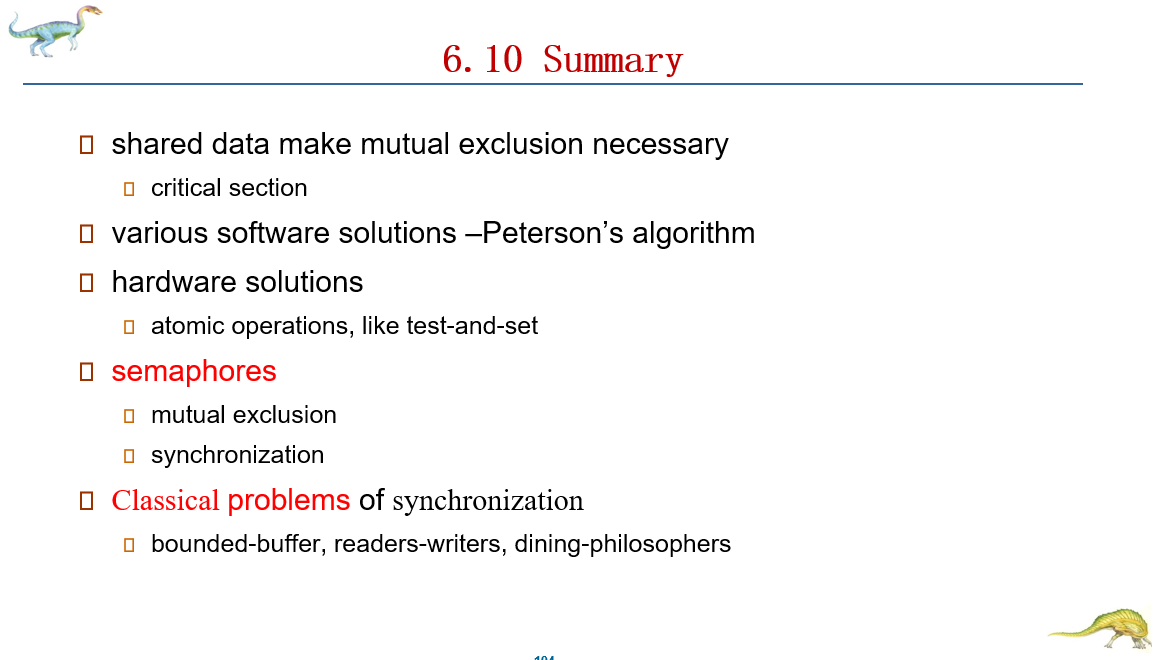 6.10 Summary
shared data make mutual exclusion necessary
critical section
various software solutions –Peterson’s algorithm
hardware solutions
atomic operations, like test-and-set
semaphores
mutual exclusion
synchronization
Classical problems of synchronization
bounded-buffer, readers-writers, dining-philosophers